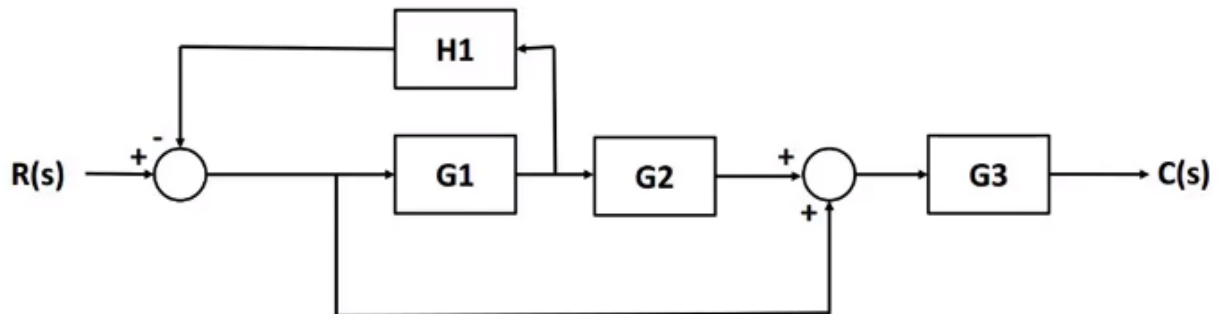 H1
-
+
R(s)
G1
G2
+
+
G3
C(s)